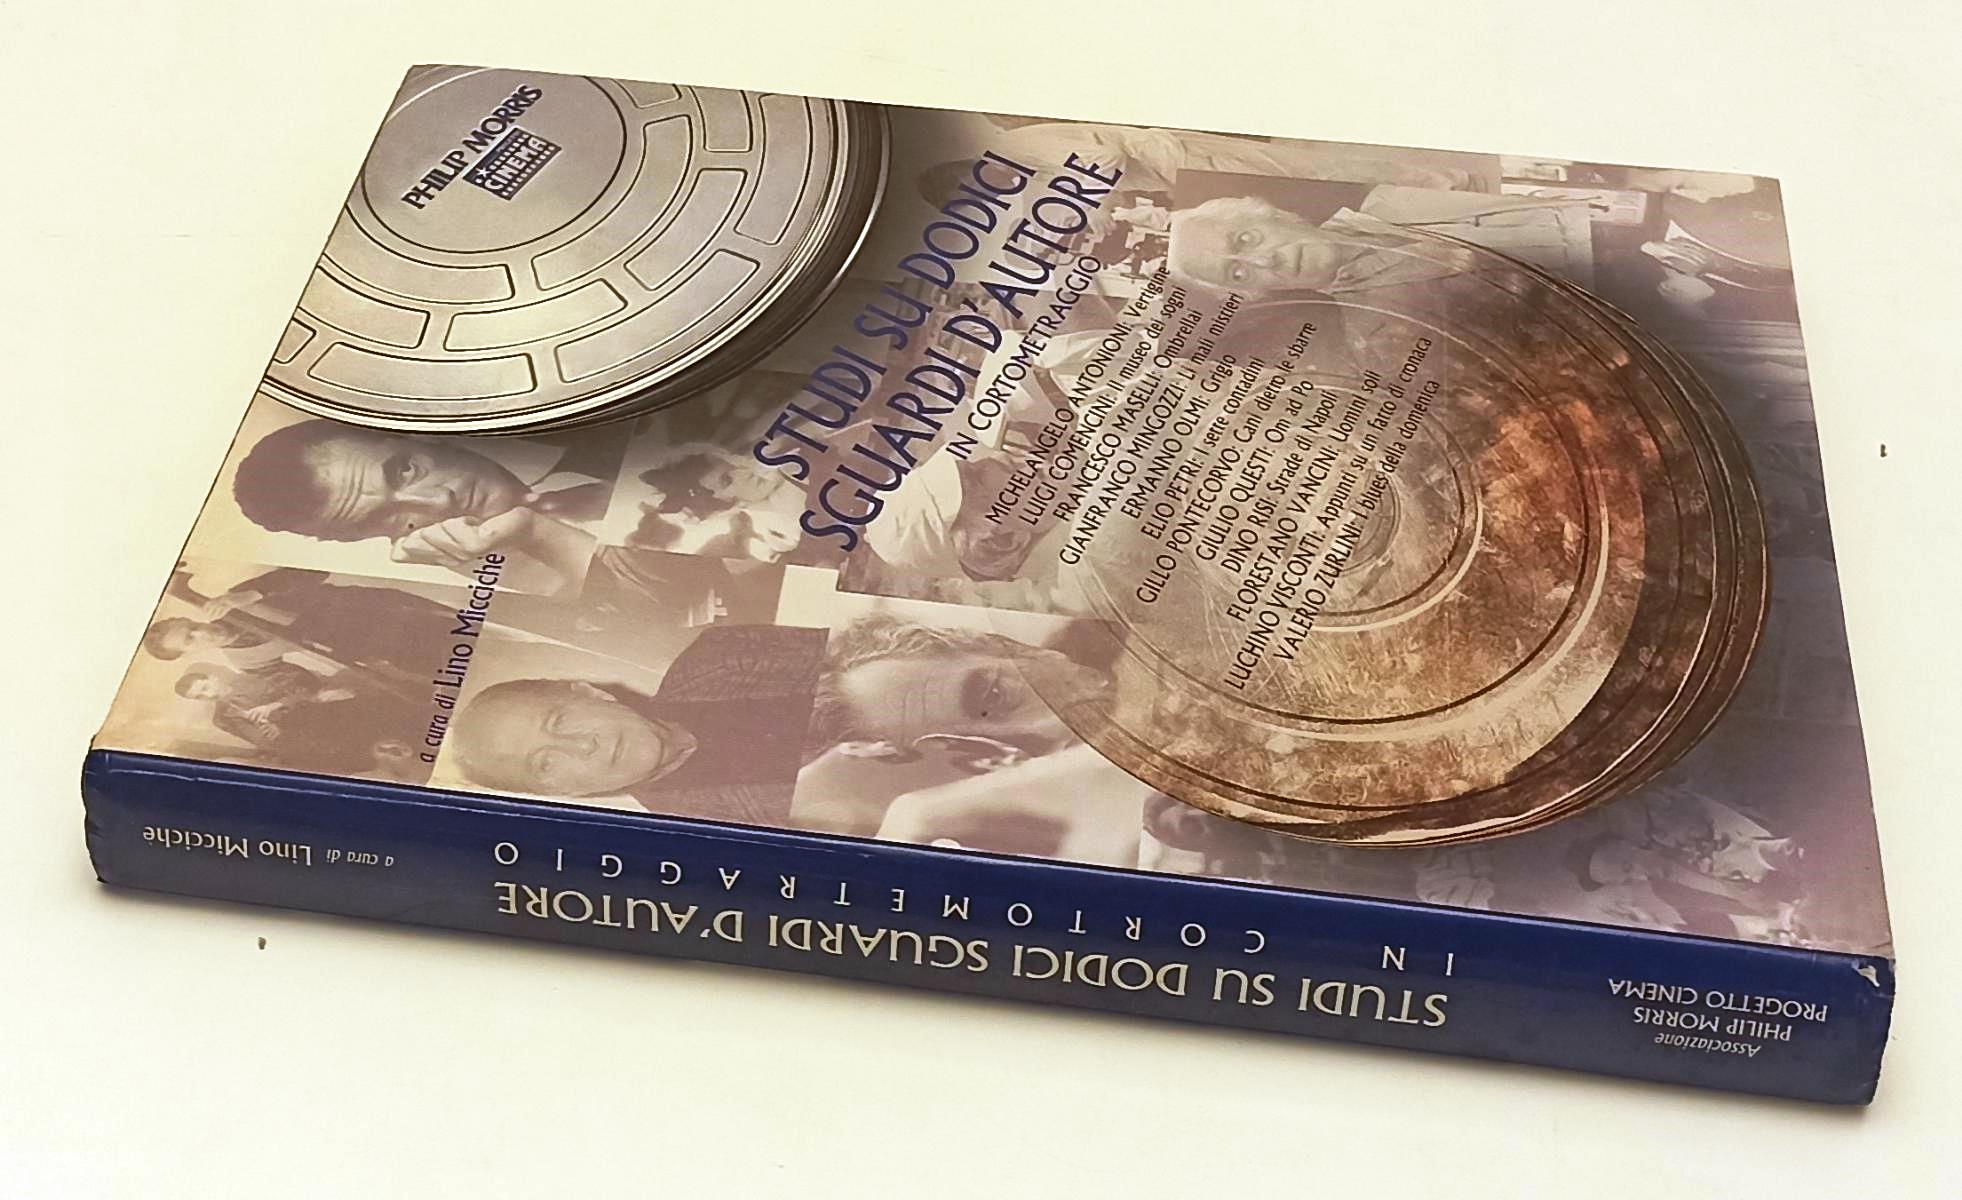 PHILIP MORRIS
CINEMA
STUDI SU DODICI
SGUARDI D'AUTORE
IN CORTOMETRAGGIO
MICHELANGELO ANTONIONI: Vertigine
LUIGI COMENCINI: Il museo dei sogni
FRANCESCO MASELLI: Ombrellai
GIANFRANCO MINGOZZI: Li mali mistieri
ERMANNO OLMI: Grigio
ELIO PETRI: I sette contadini
GILLO PONTECORVO: Cani dietro le sbarre
GIULIO QUESTI: Om ad Po
DINO RISI: Strade di Napoli
FLORESTANO VANCINI: Uomini soli
LUCHINO VISCONTI: Appunti su un fatto di cronaca
VALERIO ZURLINI: I blues della domenica
a cura di Lino Miccichè
Associazione
PHILIP MORRIS
PROGETTO CINEMA
STUDI SU DODICI SGUARDI D'AUTORE
IN CORTOMETRAGGIO
a cura di Lino Miccichè